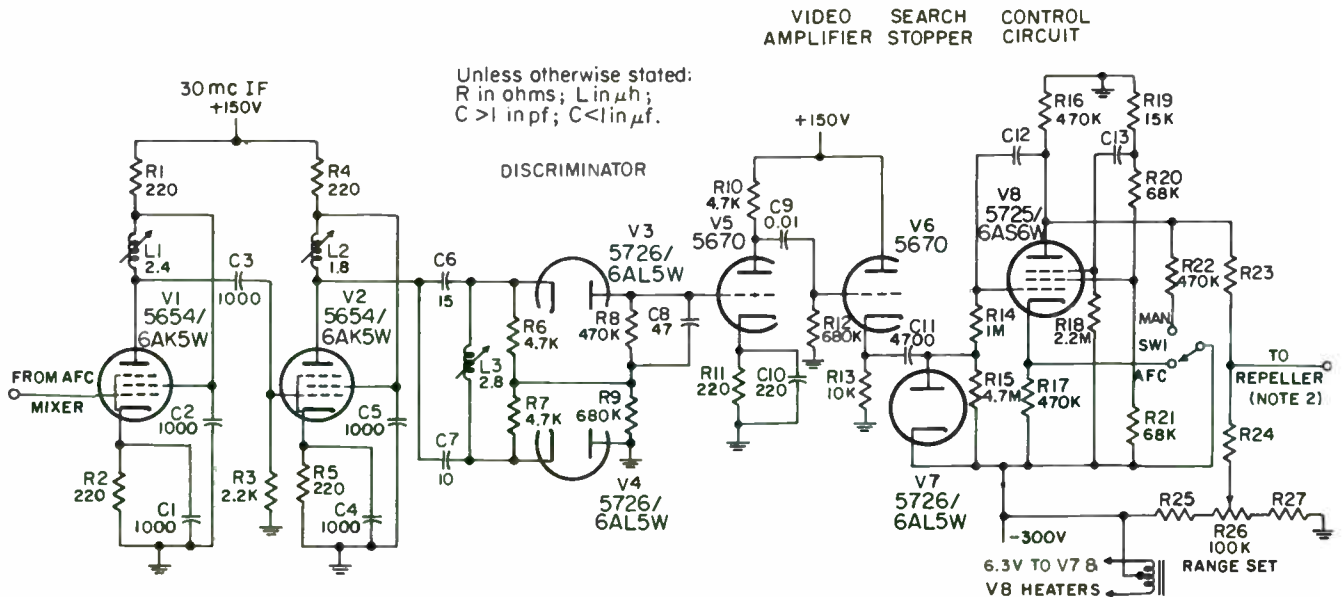 VIDEO AMPLIFIER
SEARCH STOPPER
CONTROL CIRCUIT
Unless otherwise stated:
R in ohms; L in μh;
C >1 in pf; C<1 in μf.
30 mc IF
+150V
DISCRIMINATOR
+150V
R1
220
R4
220
L1
2.4
L2
1.8
C3
1000
V1
5654/
6AK5W
V2
5654/
6AK5W
FROM AFC
MIXER
C2
1000
C5
1000
R2
220
C1
1000
R3
2.2K
R5
220
C4
1000
C6
15
C7
10
L3
2.8
R6
4.7K
R7
4.7K
V3
5726/
6AL5W
R8
470K
C8
47
R9
680K
V4
5726/
6AL5W
R10
4.7K
V5
5670
C9
0.01
R11
220
C10
220
V6
5670
R12
680K
R13
10K
C11
4700
V7
5726/
6AL5W
R14
1M
R15
4.7M
C12
R16
470K
C13
R19
15K
R20
68K
V8
5725/
6AS6W
R18
2.2M
R17
470K
R21
68K
R22
470K
MAN
SW1
AFC
R23
R24
TO
REPELLER
(NOTE 2)
R25
R26
100K
RANGE SET
R27
-300V
6.3V TO V7 &
V8 HEATERS